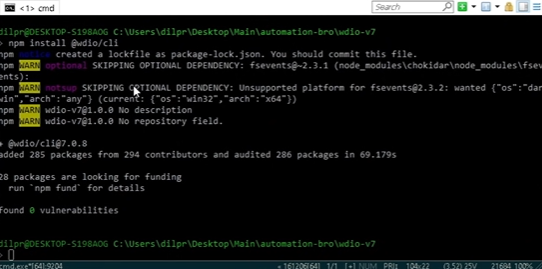 <1> cmd
Search
dilpr@DESKTOP-S198AOG C:\Users\dilpr\Desktop\Main\automation-bro\wdio-v7
> npm install @wdio/cli
npm notice created a lockfile as package-lock.json. You should commit this file.
npm WARN optional SKIPPING OPTIONAL DEPENDENCY: fsevents@~2.3.1 (node_modules\chokidar\node_modules\fsev
ents):
npm WARN notsup SKIPPING OPTIONAL DEPENDENCY: Unsupported platform for fsevents@2.3.2: wanted {"os":"dar
win","arch":"any"} (current: {"os":"win32","arch":"x64"})
npm WARN wdio-v7@1.0.0 No description
npm WARN wdio-v7@1.0.0 No repository field.
+ @wdio/cli@7.0.8
added 285 packages from 294 contributors and audited 286 packages in 69.179s
28 packages are looking for funding
run `npm fund` for details
found 0 vulnerabilities
dilpr@DESKTOP-S198AOG C:\Users\dilpr\Desktop\Main\automation-bro\wdio-v7
>
cmd.exe*[64]:9204 « 161206[64] 1/1 [+] NUM PRI± 104x22 (3,52) 25V 21684 100%